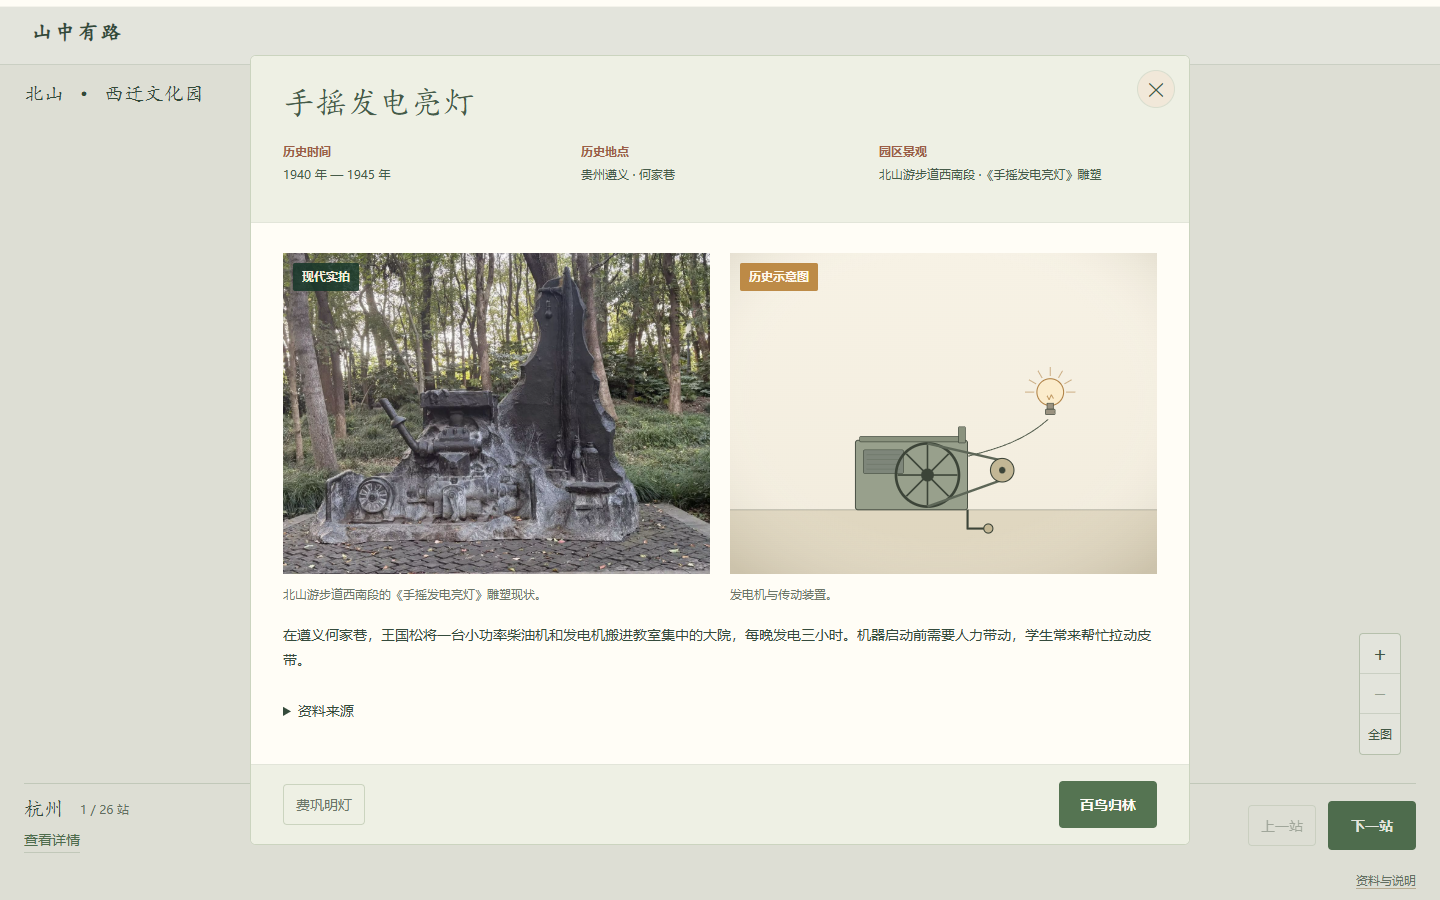 山中有路
北山 • 西迁文化园
手摇发电亮灯
历史时间
1940 年 — 1945 年
历史地点
贵州遵义 · 何家巷
园区景观
北山游步道西南段 ·《手摇发电亮灯》雕塑
现代实拍
历史示意图
北山游步道西南段的《手摇发电亮灯》雕塑现状。
发电机与传动装置。
在遵义何家巷，王国松将一台小功率柴油机和发电机搬进教室集中的大院，每晚发电三小时。机器启动前需要人力带动，学生常来帮忙拉动皮
带。
▶ 资料来源
费巩明灯
百鸟归林
+
−
全图
杭州 1 / 26 站
查看详情
上一站
下一站
资料与说明